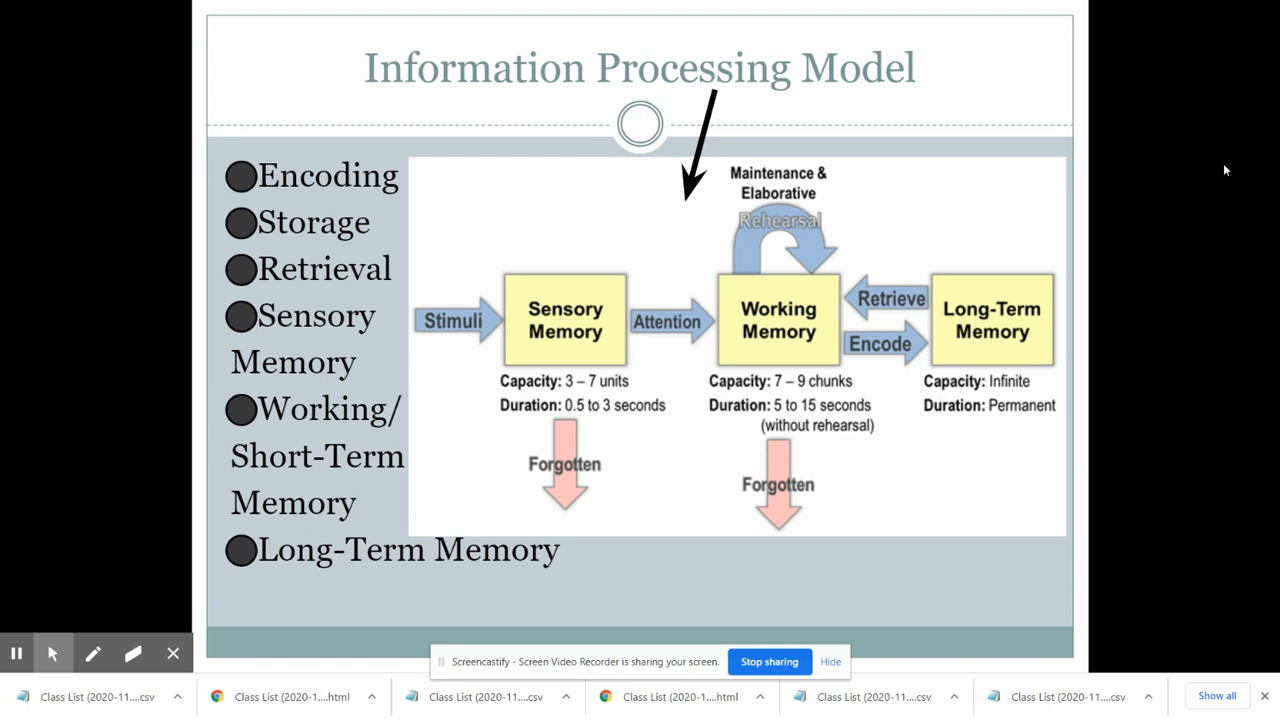 Information Processing Model
Encoding
Storage
Retrieval
Sensory
Memory
Working/
Short-Term
Memory
Long-Term Memory
Maintenance &
Elaborative
Rehearsal
Stimuli
Sensory
Memory
Attention
Working
Memory
Retrieve
Encode
Long-Term
Memory
Capacity: 3 – 7 units
Duration: 0.5 to 3 seconds
Forgotten
Capacity: 7 – 9 chunks
Duration: 5 to 15 seconds
(without rehearsal)
Forgotten
Capacity: Infinite
Duration: Permanent
Screencastify - Screen Video Recorder is sharing your screen.
Stop sharing
Hide
Class List (2020-11....csv
Class List (2020-1....html
Class List (2020-11....csv
Class List (2020-1....html
Class List (2020-11....csv
Class List (2020-11....csv
Show all